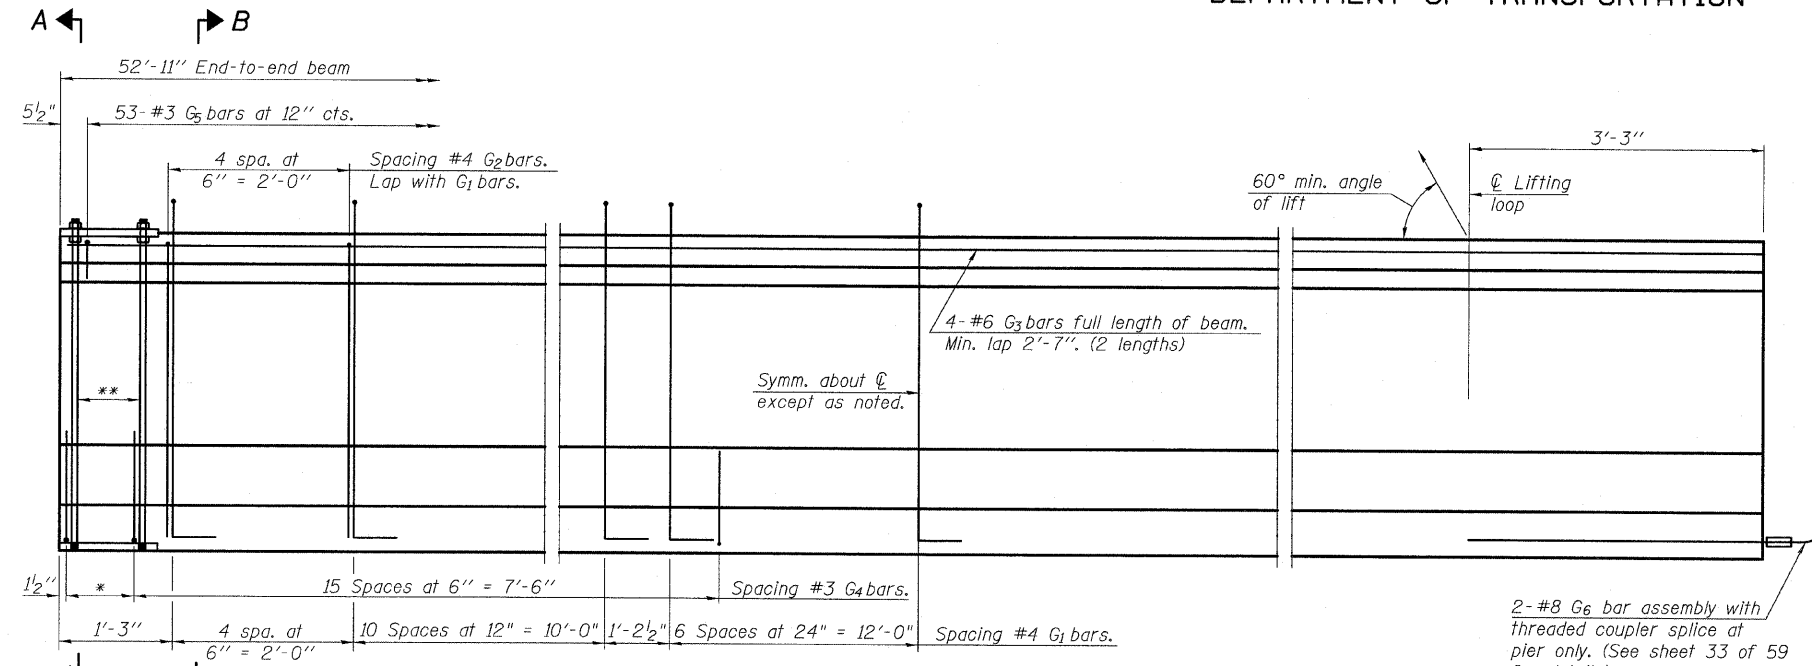 DEPARTMENT OF TRANSPORTATION
A B
52'-11" End-to-end beam
5½" 53-#3 G5 bars at 12" cts.
4 spa. at
6" = 2'-0"
Spacing #4 G2 bars.
Lap with G1 bars.
3'-3"
60° min. angle
of lift
℄ Lifting
loop
4-#6 G3 bars full length of beam.
Min. lap 2'-7". (2 lengths)
**
Symm. about ℄
except as noted.
1½" * 15 Spaces at 6" = 7'-6" Spacing #3 G4 bars.
1'-3" 4 spa. at
6" = 2'-0"
10 Spaces at 12" = 10'-0" 1'-2½" 6 Spaces at 24" = 12'-0" Spacing #4 G1 bars.
2-#8 G6 bar assembly with
threaded coupler splice at
pier only. (See sheet 33 of 59